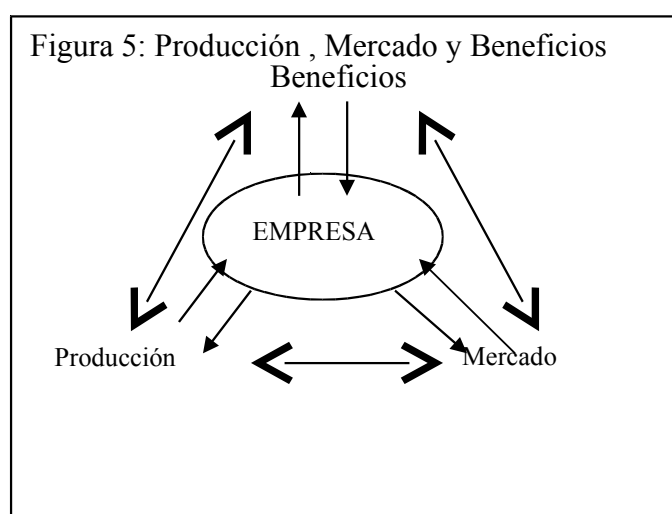 Figura 5: Producción , Mercado y Beneficios
Beneficios
EMPRESA
Producción
Mercado